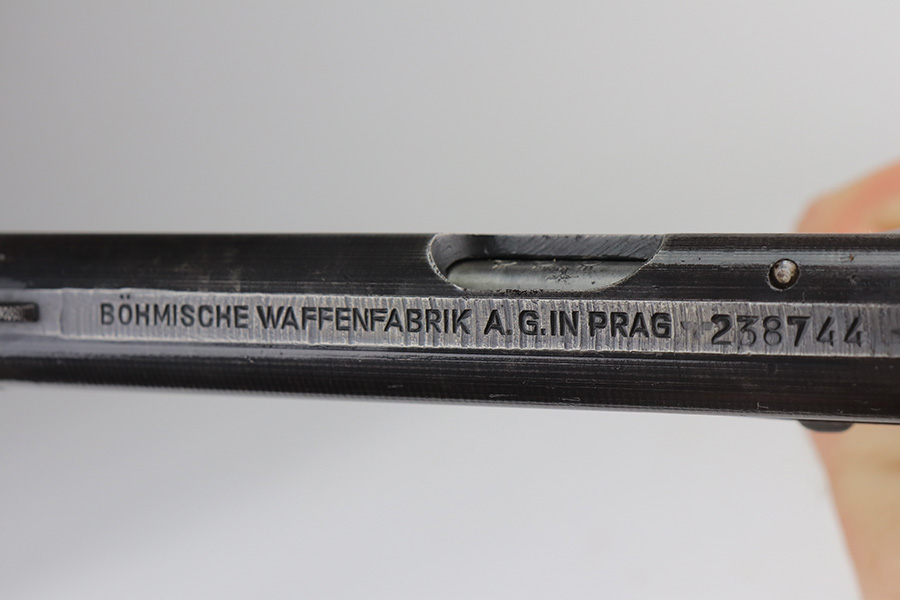 BÖHMISCHE WAFFENFABRIK A.G. IN PRAG 238744